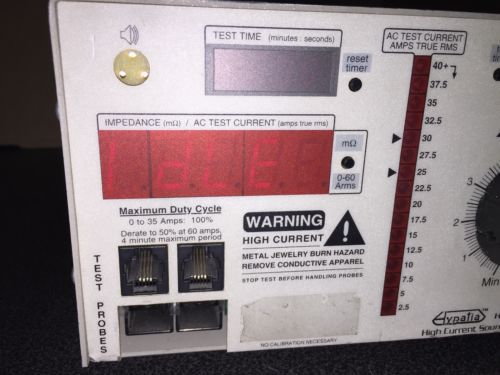 TEST TIME (minutes : seconds)
reset
timer
AC TEST CURRENT
AMPS TRUE RMS
40+
37.5
35
32.5
30
27.5
25
22.5
20
17.5
15
12.5
10
7.5
5
2.5
IMPEDANCE (mΩ) / AC TEST CURRENT (amps true rms)
mΩ
0-60
Arms
Maximum Duty Cycle
0 to 35 Amps: 100%
Derate to 50% at 60 amps,
4 minute maximum period
TEST PROBES
WARNING
HIGH CURRENT
METAL JEWELRY BURN HAZARD
REMOVE CONDUCTIVE APPAREL
STOP TEST BEFORE HANDLING PROBES
NO CALIBRATION NECESSARY
3
2
1
Min
Hypatia™
High Current Sour